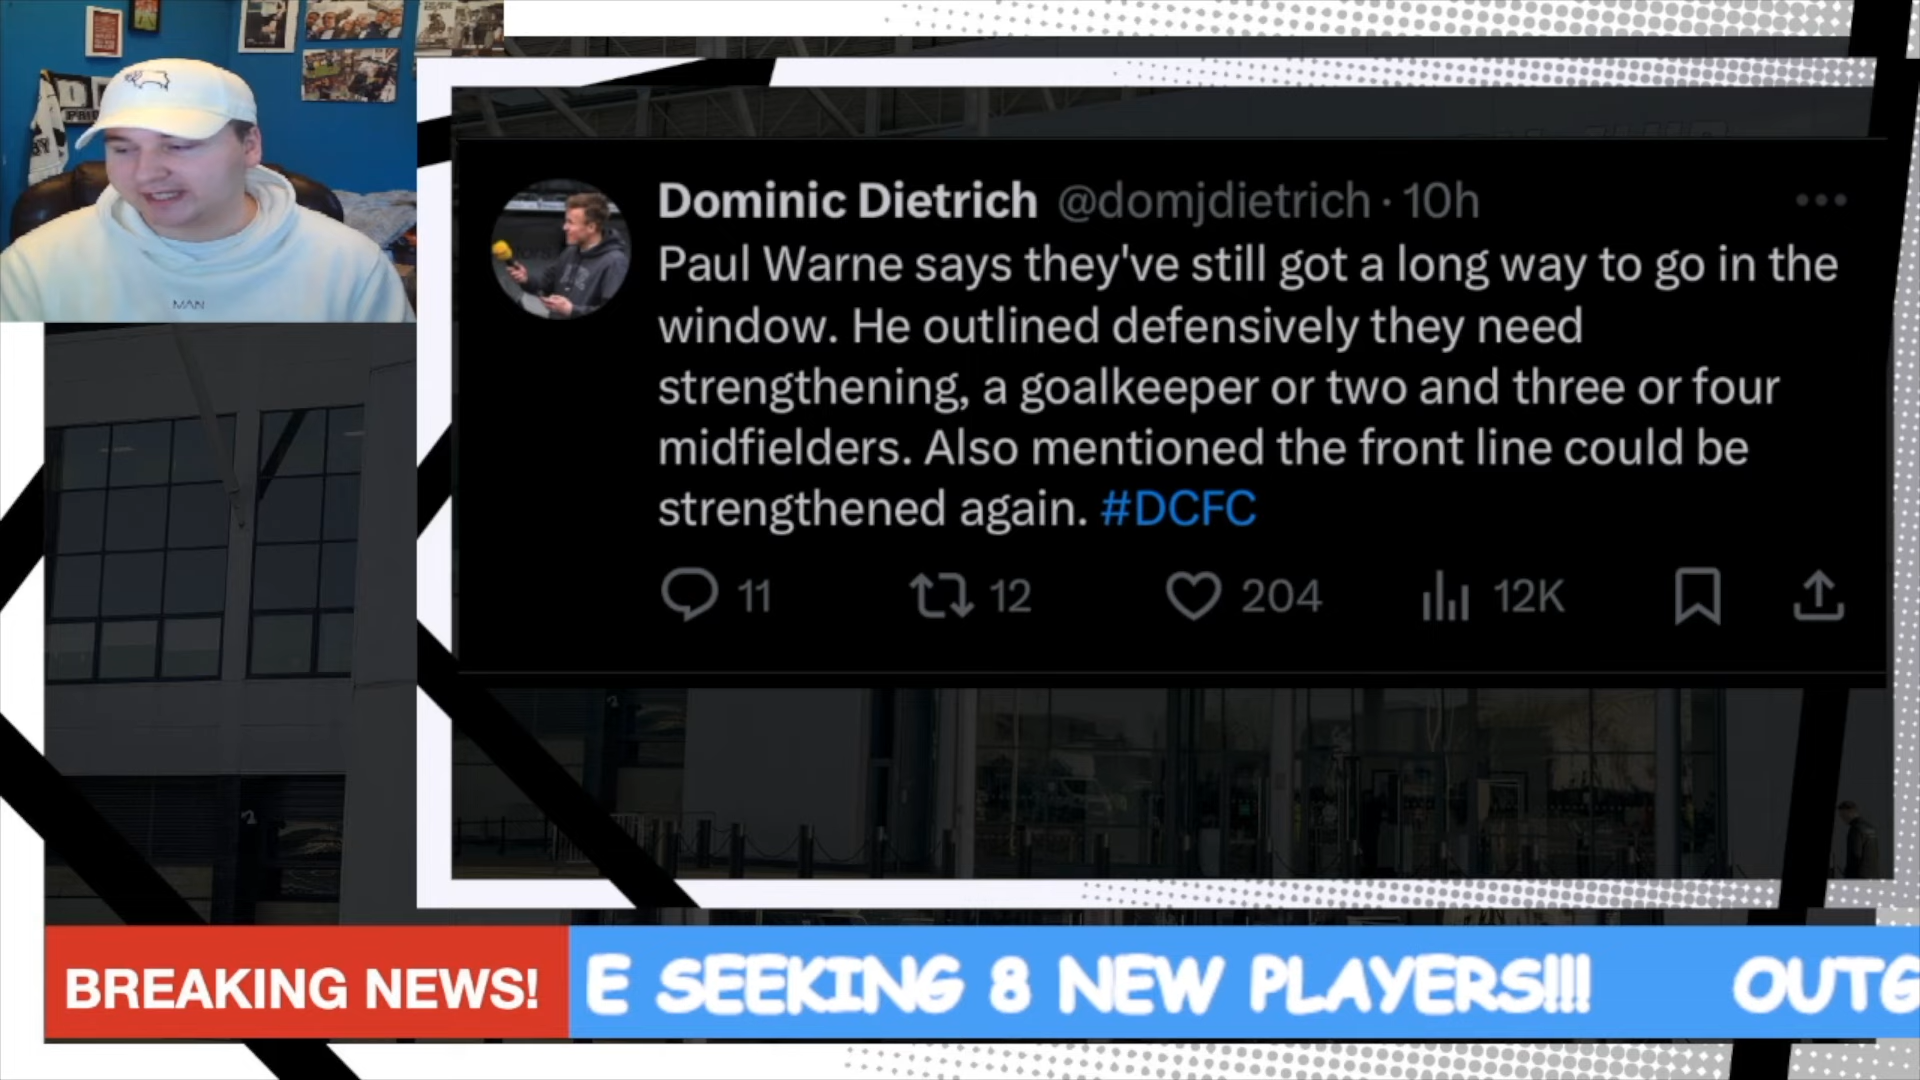 Dominic Dietrich @domjdietrich · 10h
Paul Warne says they've still got a long way to go in the
window. He outlined defensively they need
strengthening, a goalkeeper or two and three or four
midfielders. Also mentioned the front line could be
strengthened again. #DCFC
11 12 204 12K
MAN
BREAKING NEWS! E SEEKING 8 NEW PLAYERS!!! OUTG